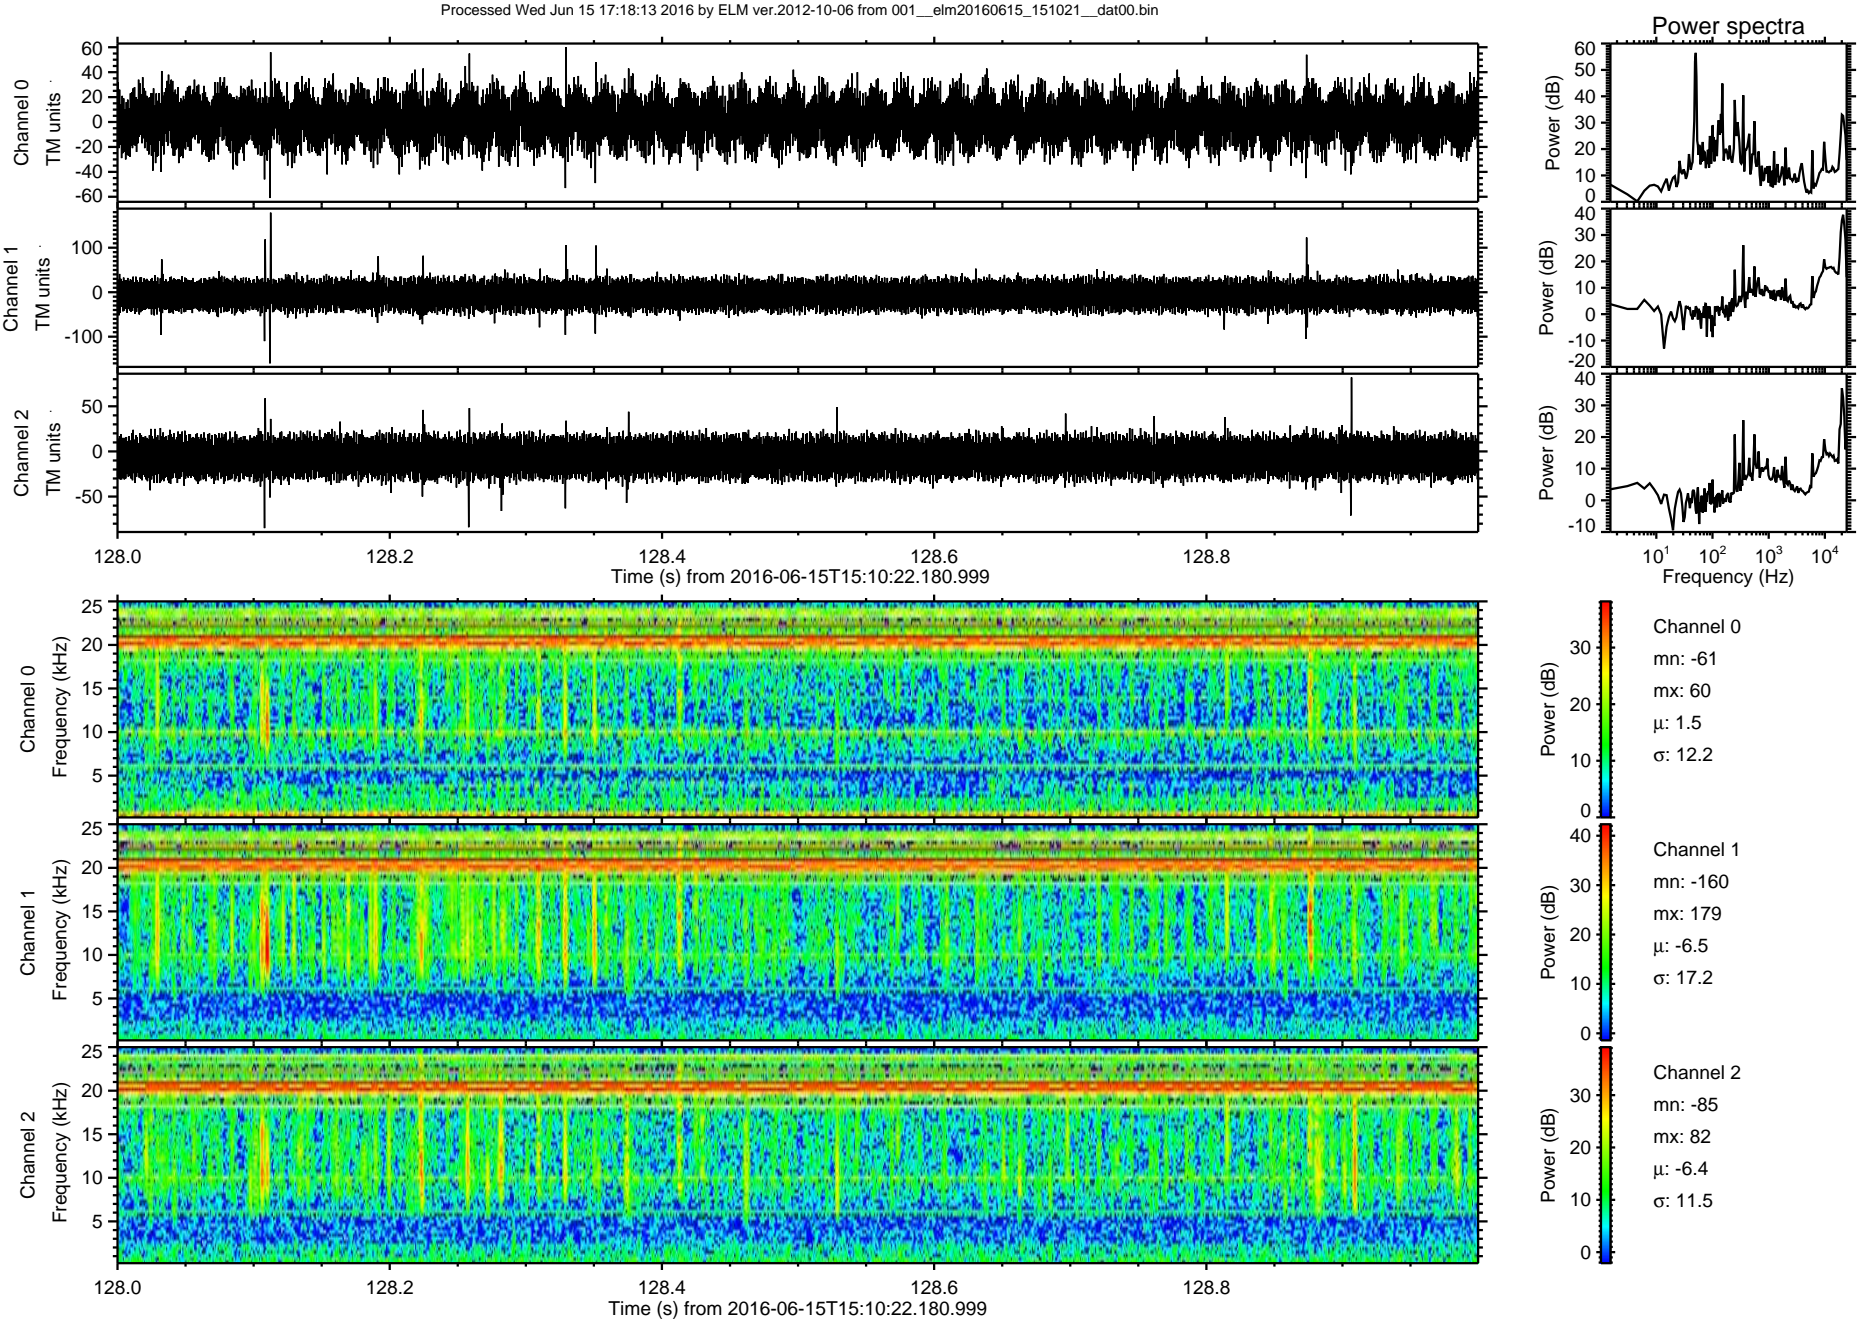 Processed Wed Jun 15 17:18:13 2016 by ELM ver.2012-10-06 from 001__elm20160615_151021__dat00.bin
Power spectra
Channel 0
TM units
60
40
20
0
-20
-40
-60
Power (dB)
60
50
40
30
20
10
0
Channel 1
TM units
100
0
-100
Power (dB)
40
30
20
10
0
-10
-20
Channel 2
TM units
50
0
-50
Power (dB)
40
30
20
10
0
-10
128.0 128.2 128.4 128.6 128.8
Time (s) from 2016-06-15T15:10:22.180.999
10^1 10^2 10^3 10^4
Frequency (Hz)
Channel 0
Frequency (kHz)
25
20
15
10
5
Power (dB)
30
20
10
0
Channel 0
mn: -61
mx: 60
µ: 1.5
σ: 12.2
Channel 1
Frequency (kHz)
25
20
15
10
5
Power (dB)
40
30
20
10
0
Channel 1
mn: -160
mx: 179
µ: -6.5
σ: 17.2
Channel 2
Frequency (kHz)
25
20
15
10
5
Power (dB)
30
20
10
0
Channel 2
mn: -85
mx: 82
µ: -6.4
σ: 11.5
128.0 128.2 128.4 128.6 128.8
Time (s) from 2016-06-15T15:10:22.180.999